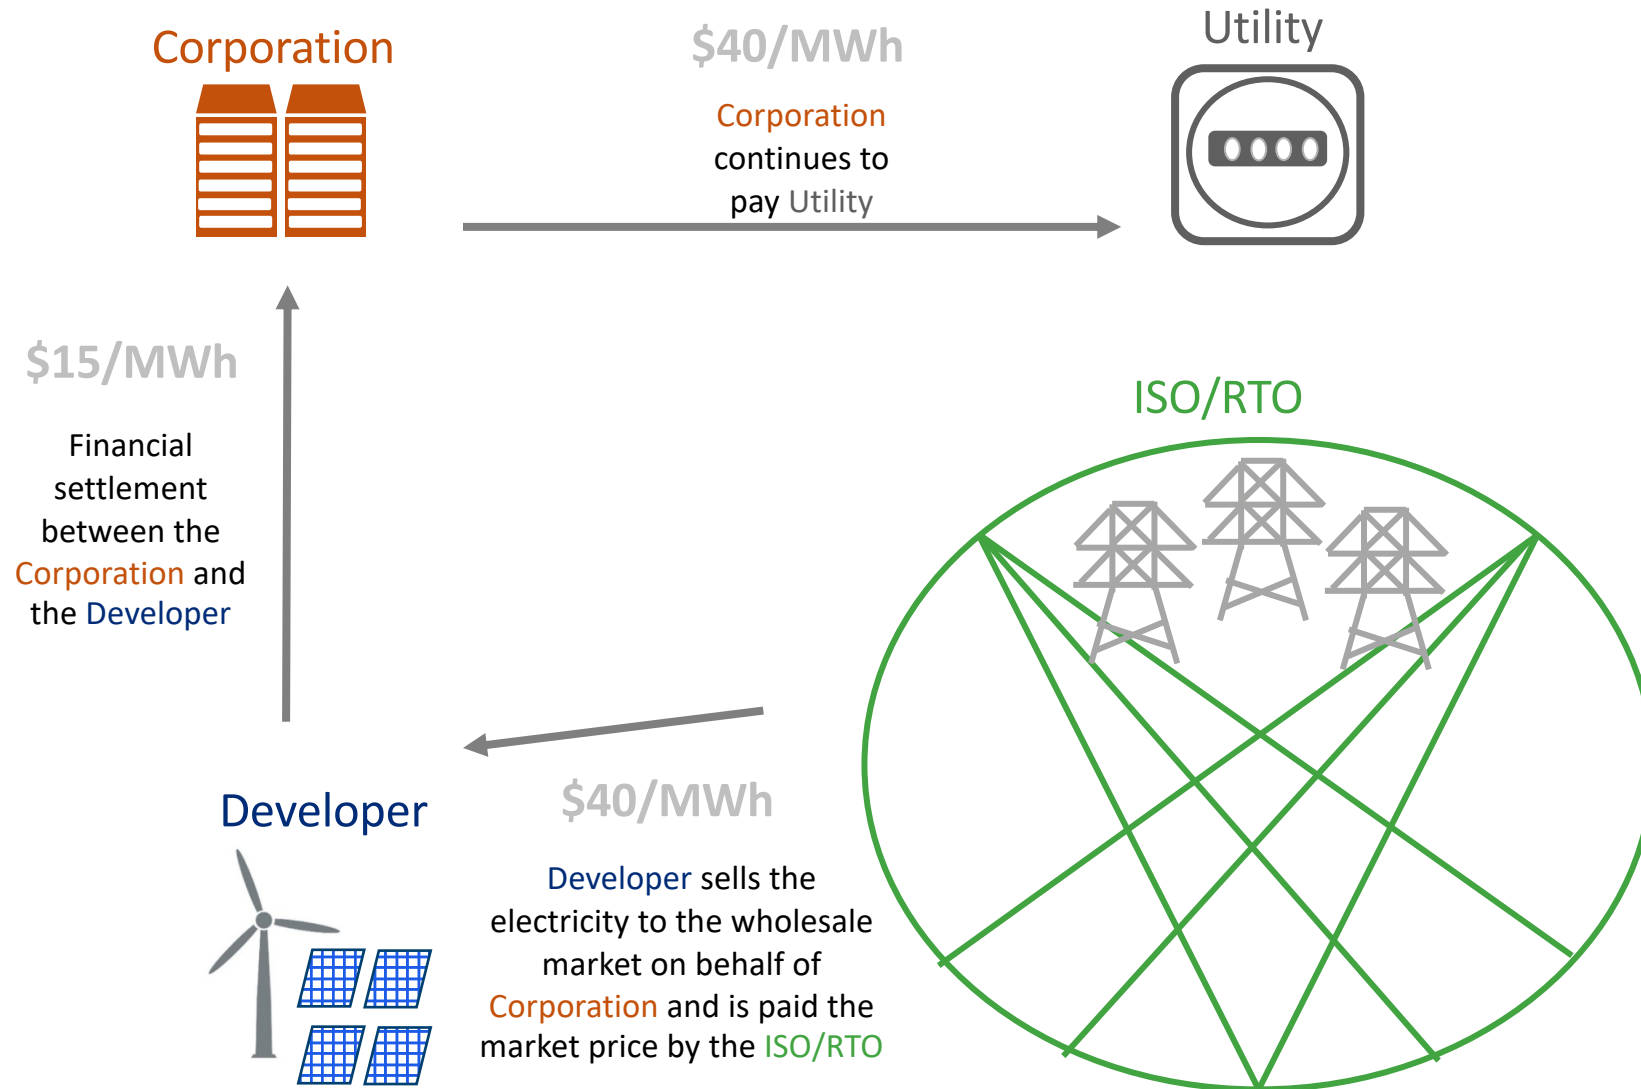 Corporation
$40/MWh
Corporation
continues to
pay Utility
Utility
$15/MWh
Financial
settlement
between the
Corporation and
the Developer
ISO/RTO
Developer
$40/MWh
Developer sells the
electricity to the wholesale
market on behalf of
Corporation and is paid the
market price by the ISO/RTO